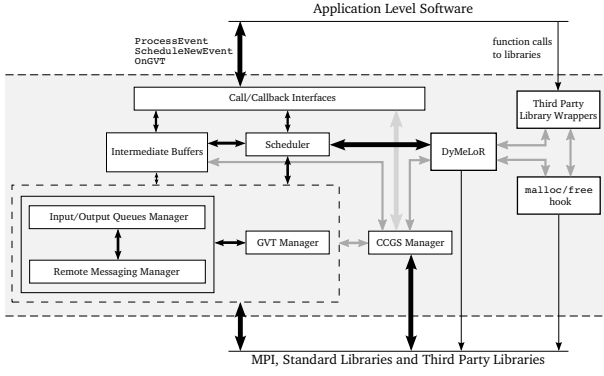 Application Level Software
ProcessEvent
ScheduleNewEvent
OnGVT
function calls
to libraries
Call/Callback Interfaces
Third Party
Library Wrappers
Intermediate Buffers
Scheduler
DyMeLoR
malloc/free
hook
Input/Output Queues Manager
GVT Manager
CCGS Manager
Remote Messaging Manager
MPI, Standard Libraries and Third Party Libraries